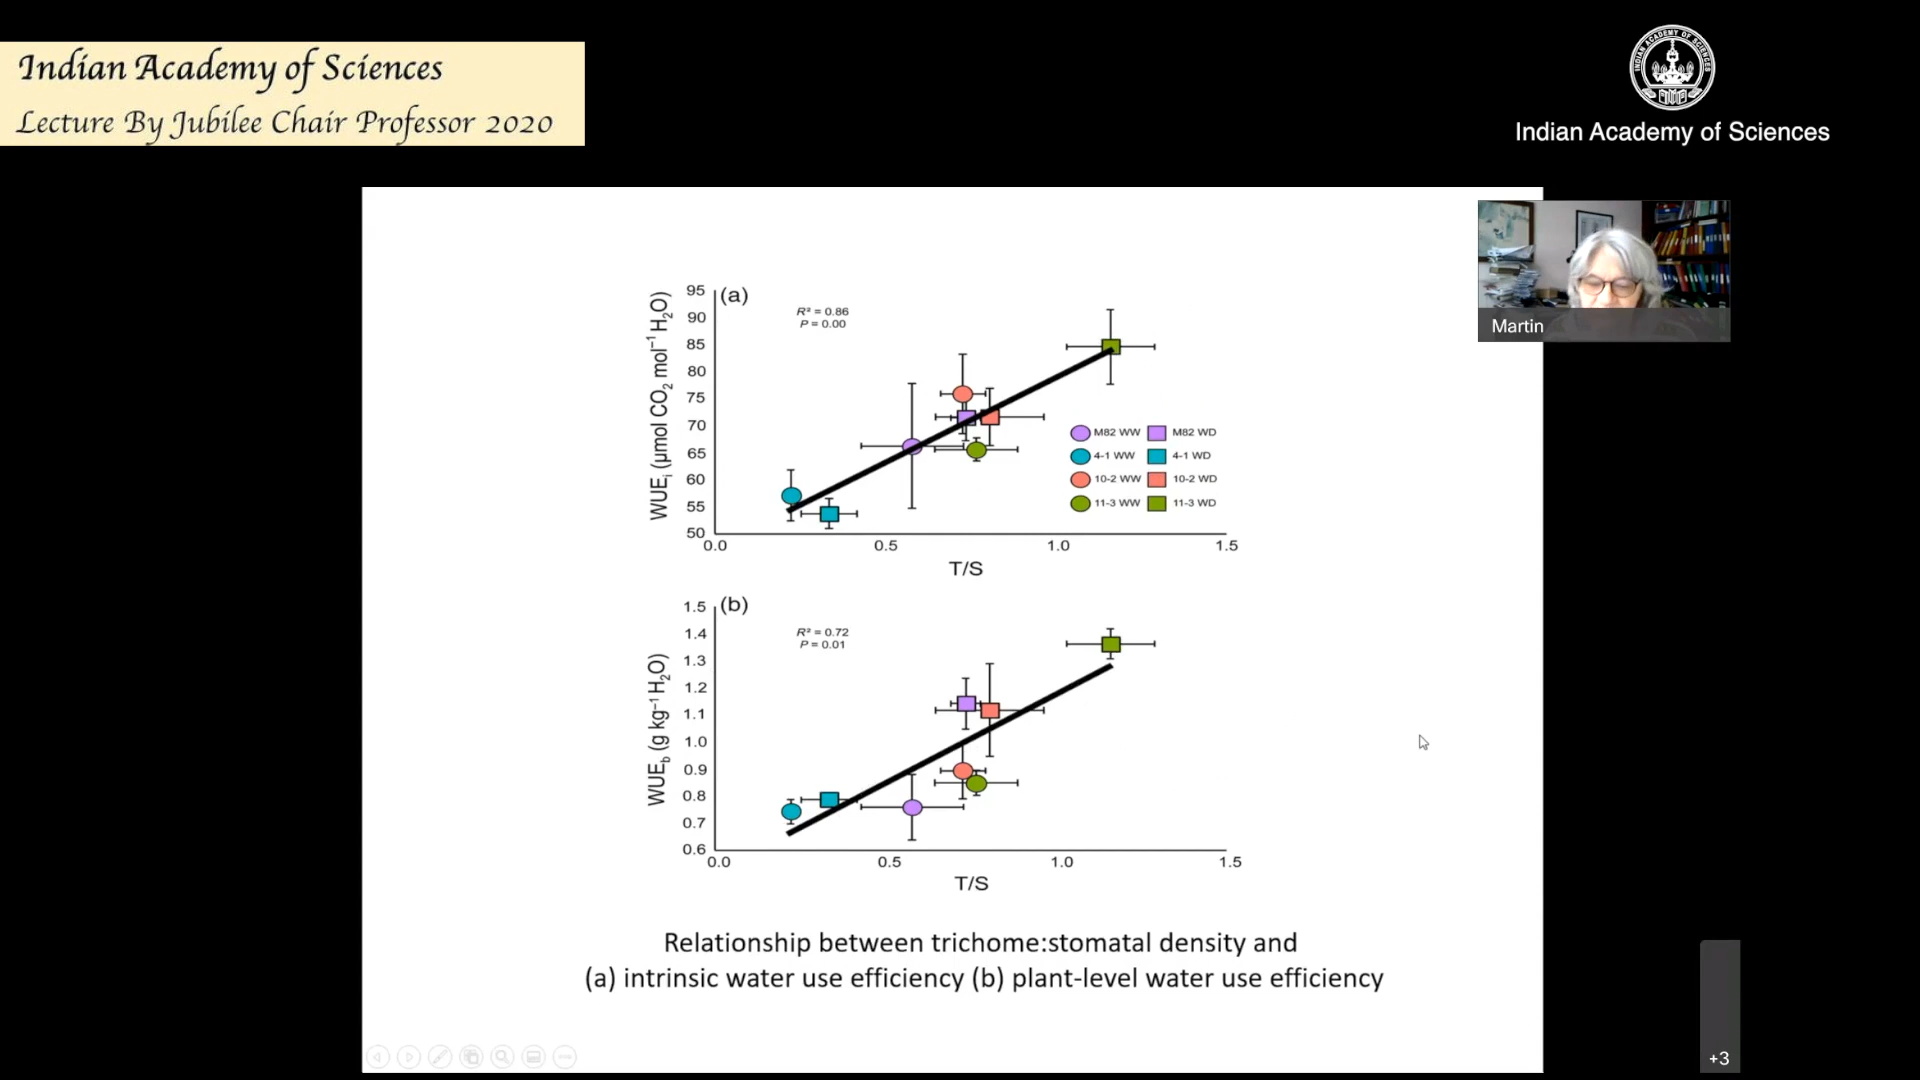 Indian Academy of Sciences
Lecture By Jubilee Chair Professor 2020
INDIAN ACADEMY OF SCIENCES
Indian Academy of Sciences
Martin
(a)
R² = 0.86
P = 0.00
WUEi (µmol CO2 mol⁻¹ H2O)
95
90
85
80
75
70
65
60
55
50
0.0 0.5 1.0 1.5
T/S
M82 WW M82 WD
4-1 WW 4-1 WD
10-2 WW 10-2 WD
11-3 WW 11-3 WD
(b)
R² = 0.72
P = 0.01
WUEb (g kg⁻¹ H2O)
1.5
1.4
1.3
1.2
1.1
1.0
0.9
0.8
0.7
0.6
0.0 0.5 1.0 1.5
T/S
Relationship between trichome:stomatal density and
(a) intrinsic water use efficiency (b) plant-level water use efficiency
+3